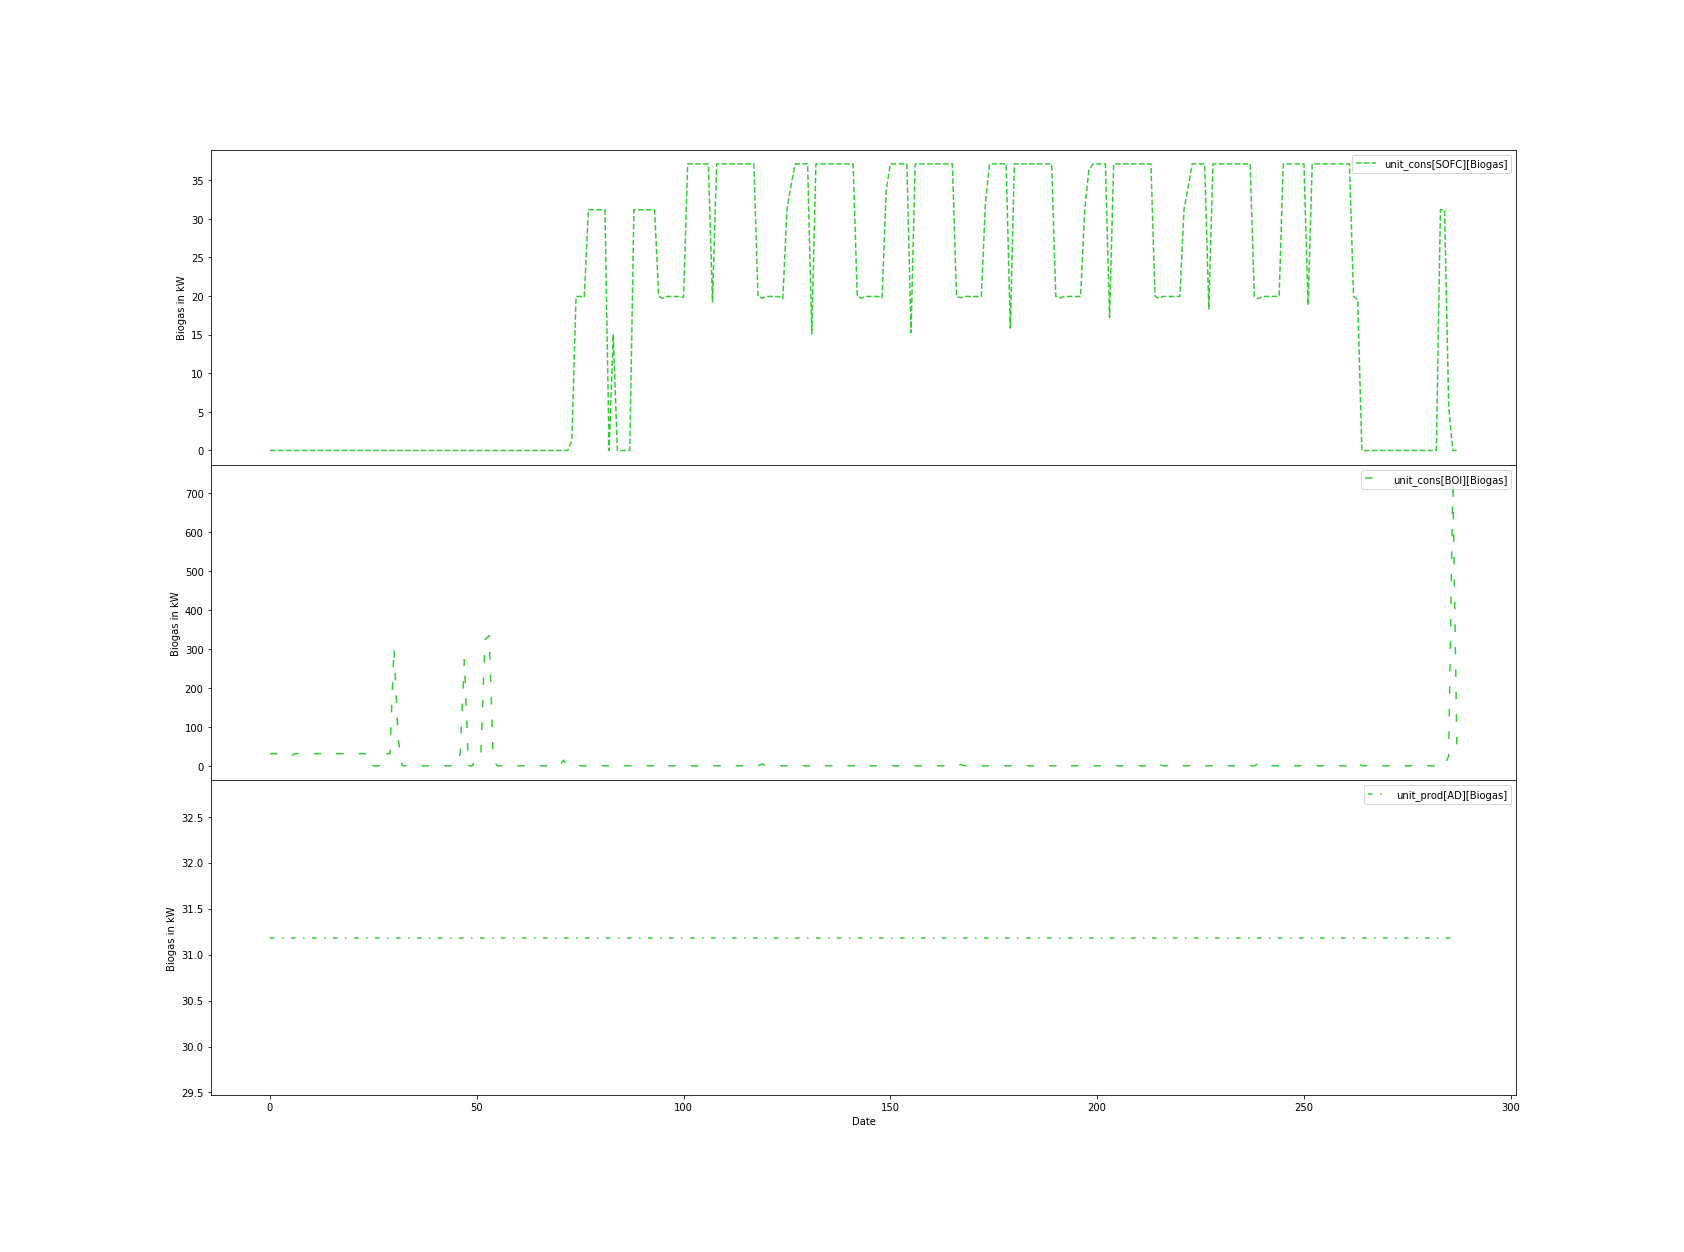 unit_cons[SOFC][Biogas]
35
30
25
20
15
10
5
0
Biogas in kW
unit_cons[BOI][Biogas]
700
600
500
400
300
200
100
0
Biogas in kW
unit_prod[AD][Biogas]
32.5
32.0
31.5
31.0
30.5
30.0
29.5
Biogas in kW
0 50 100 150 200 250 300
Date